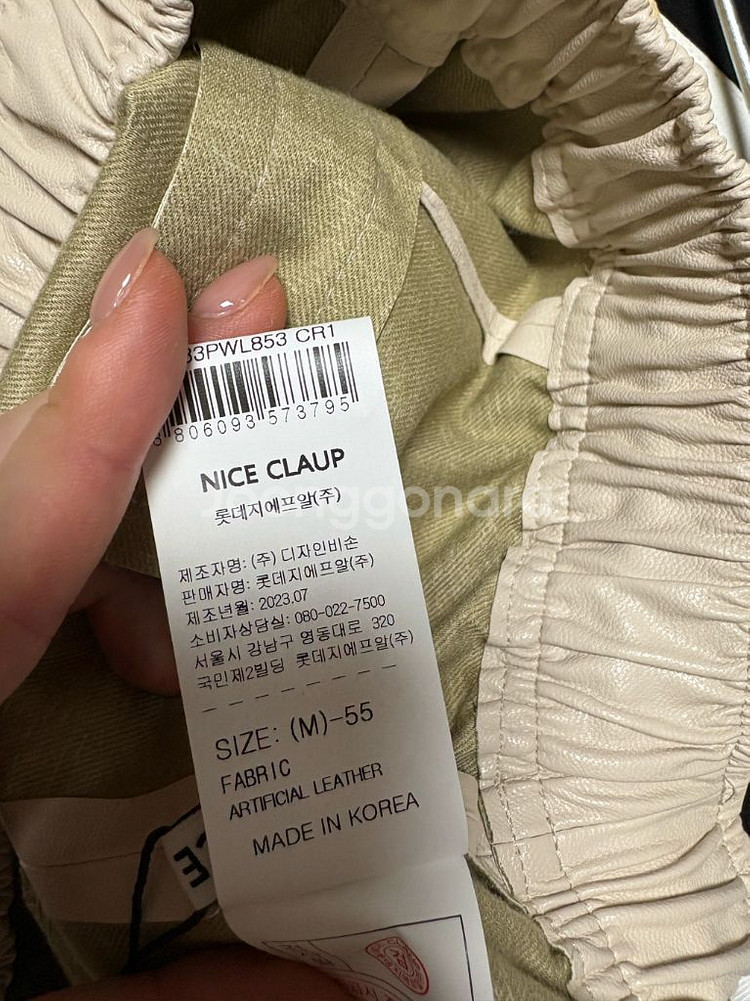 33PWL853 CR1
8 806093 573795
NICE CLAUP
롯데지에프알(주)
제조자명: (주) 디자인비손
판매자명: 롯데지에프알(주)
제조년월: 2023.07
소비자상담실: 080-022-7500
서울시 강남구 영동대로 320
국민제2빌딩 롯데지에프알(주)
SIZE: (M)-55
FABRIC
ARTIFICIAL LEATHER
MADE IN KOREA
CE